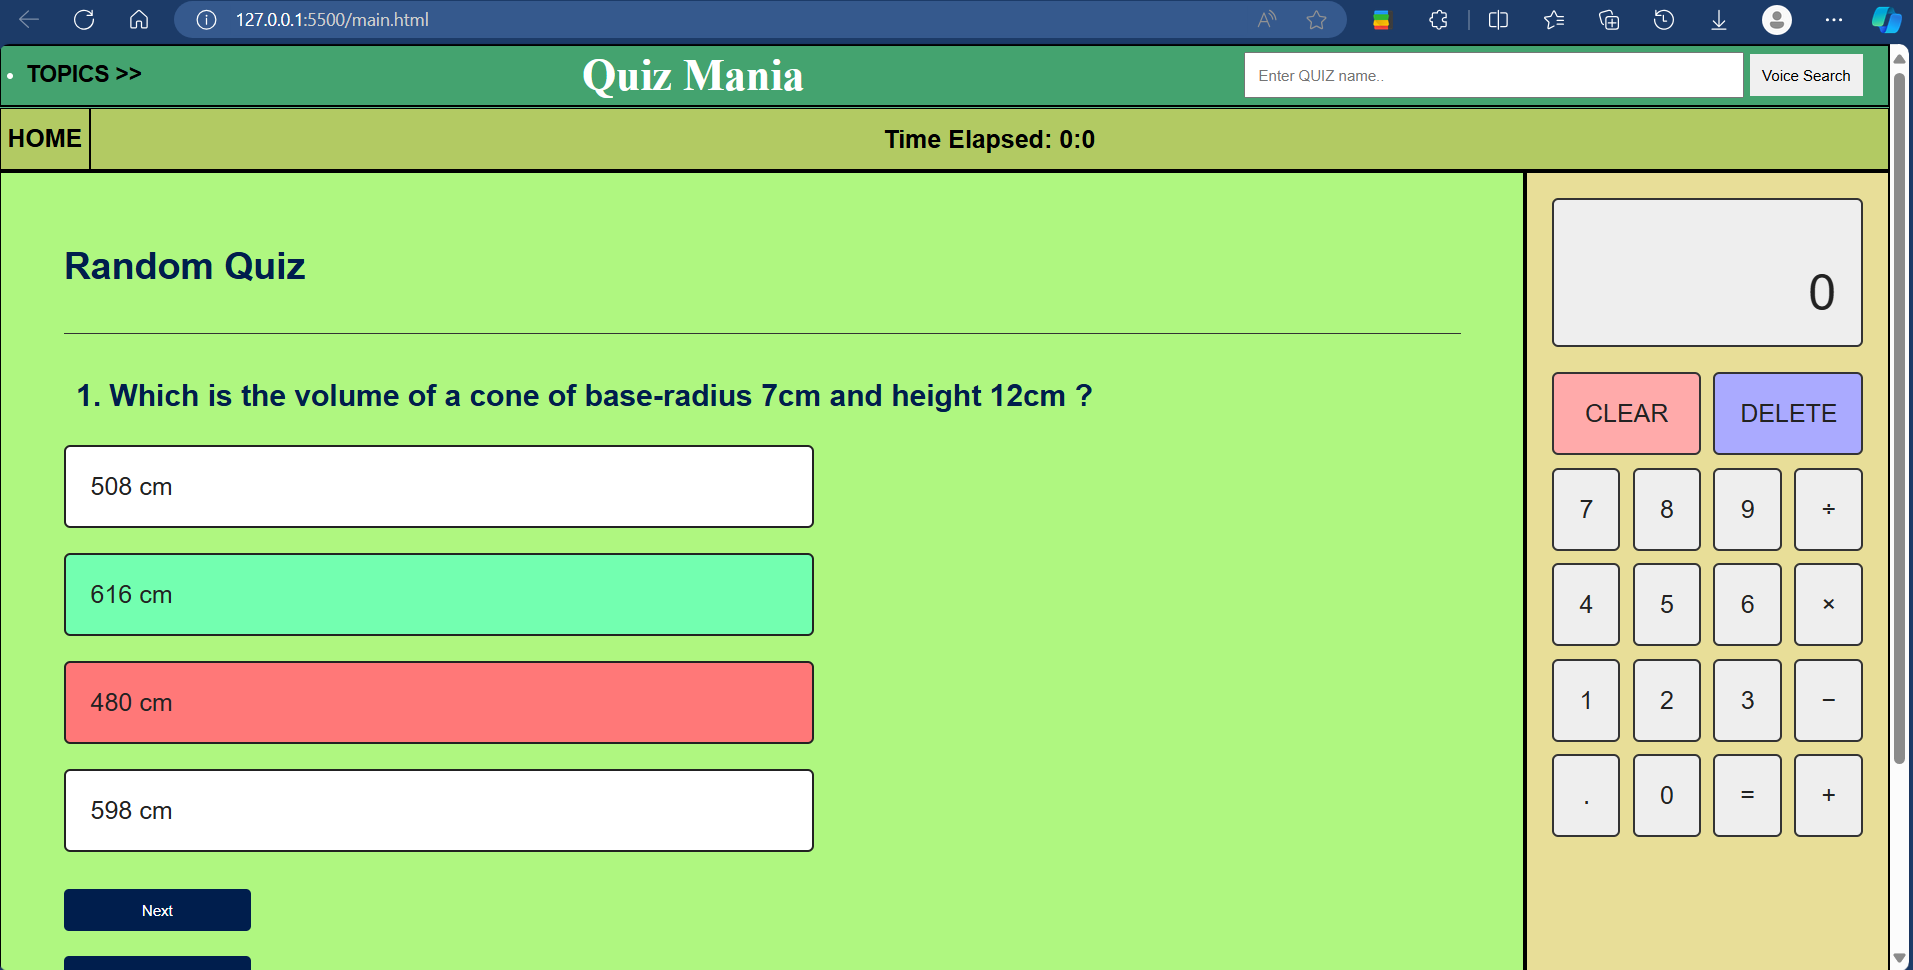 127.0.0.1:5500/main.html
TOPICS >>
Quiz Mania
Enter QUIZ name..
Voice Search
HOME
Time Elapsed: 0:0
Random Quiz
1. Which is the volume of a cone of base-radius 7cm and height 12cm ?
508 cm
616 cm
480 cm
598 cm
Next
0
CLEAR
DELETE
7 8 9 ÷
4 5 6 ×
1 2 3 −
. 0 = +